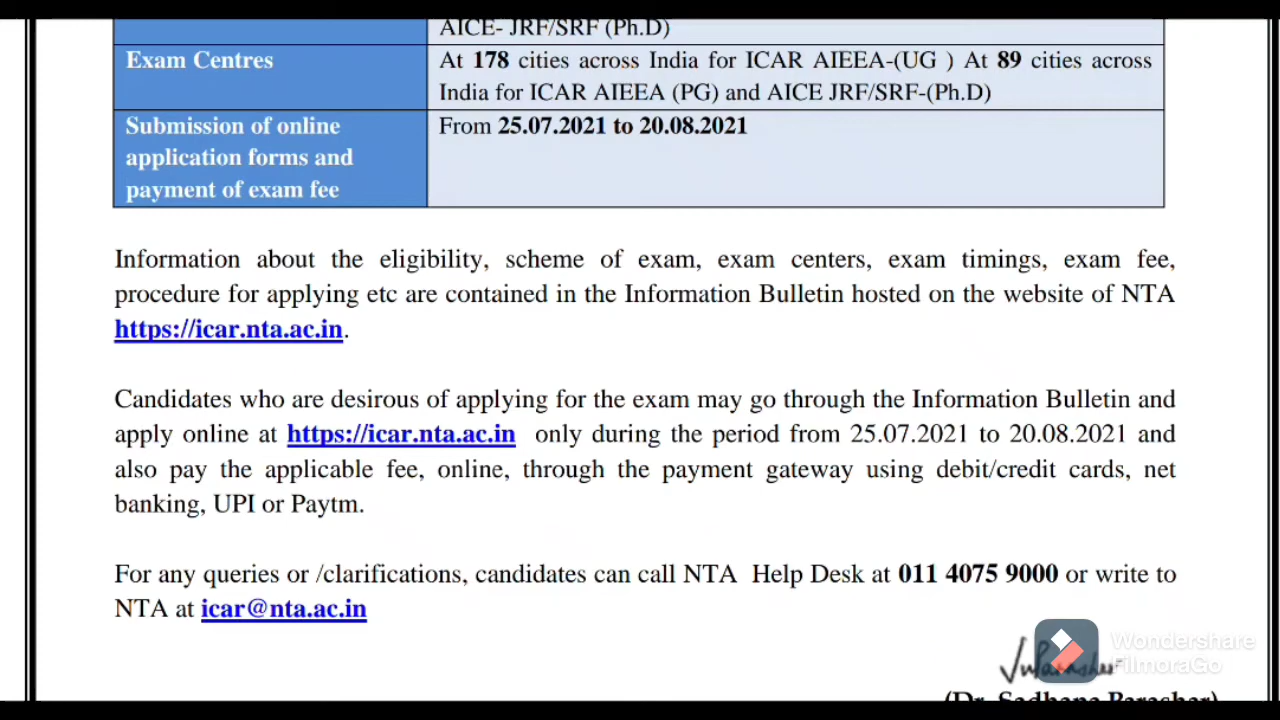 AICE- JRF/SRF (Ph.D)
Exam Centres
At 178 cities across India for ICAR AIEEA-(UG ) At 89 cities across
India for ICAR AIEEA (PG) and AICE JRF/SRF-(Ph.D)
Submission of online
application forms and
payment of exam fee
From 25.07.2021 to 20.08.2021
Information about the eligibility, scheme of exam, exam centers, exam timings, exam fee,
procedure for applying etc are contained in the Information Bulletin hosted on the website of NTA
https://icar.nta.ac.in.
Candidates who are desirous of applying for the exam may go through the Information Bulletin and
apply online at https://icar.nta.ac.in only during the period from 25.07.2021 to 20.08.2021 and
also pay the applicable fee, online, through the payment gateway using debit/credit cards, net
banking, UPI or Paytm.
For any queries or /clarifications, candidates can call NTA Help Desk at 011 4075 9000 or write to
NTA at icar@nta.ac.in
Wondershare
FilmoraGo
(Dr. Sadhana Parashar)